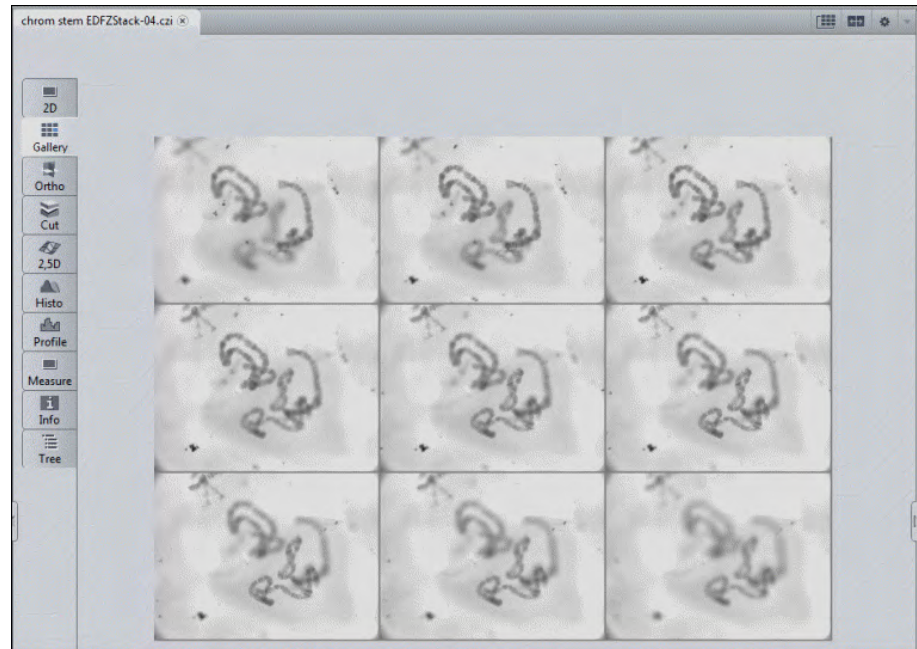 chrom stem EDFZStack-04.czi
2D
Gallery
Ortho
Cut
2,5D
Histo
Profile
Measure
Info
Tree